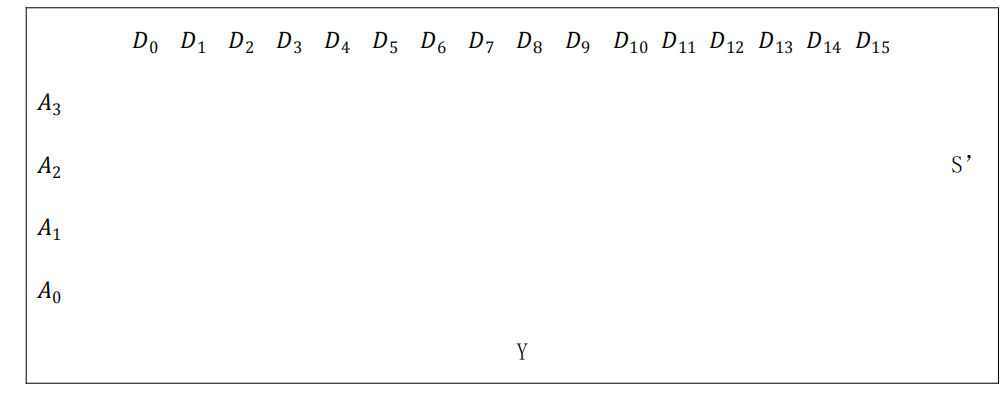 D₀ D₁ D₂ D₃ D₄ D₅ D₆ D₇ D₈ D₉ D₁₀ D₁₁ D₁₂ D₁₃ D₁₄ D₁₅
A₃
A₂ S’
A₁
A₀
Y